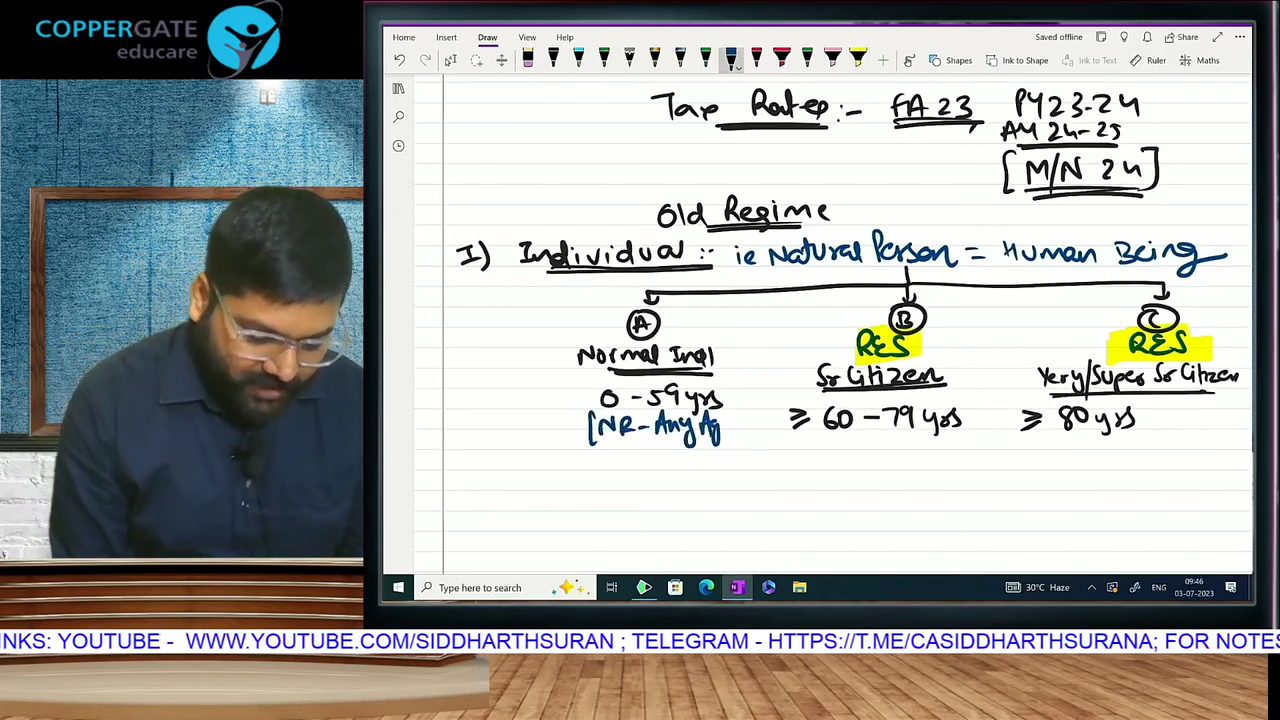 COPPERGATE
educare
Home Insert Draw View Help
Saved offline
Share
Shapes
Ink to Shape
Ink to Text
Ruler
Maths
Tax Rates :- FA 23 PY 23-24
AY 24-25
[M/N 24]
Old Regime
I) Individual :- ie Natural Person = Human Being
A B C
RES RES
Normal Indl Sr Citizen Very/Super Sr Citizen
0 - 59 yrs ≥ 60 - 79 yrs ≥ 80 yrs
[NR - Any Ag
Type here to search
30°C Haze
ENG
09:46
03-07-2023
INKS: YOUTUBE - WWW.YOUTUBE.COM/SIDDHARTHSURAN ; TELEGRAM - HTTPS://T.ME/CASIDDHARTHSURANA; FOR NOTES